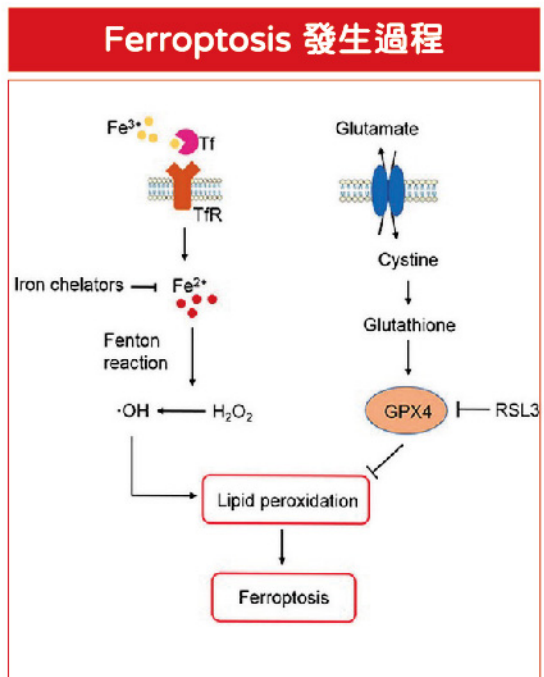 Ferroptosis 發生過程
Fe³⁺
Tf
TfR
Iron chelators
Fe²⁺
Fenton
reaction
·OH
H₂O₂
Glutamate
Cystine
Glutathione
GPX4
RSL3
Lipid peroxidation
Ferroptosis